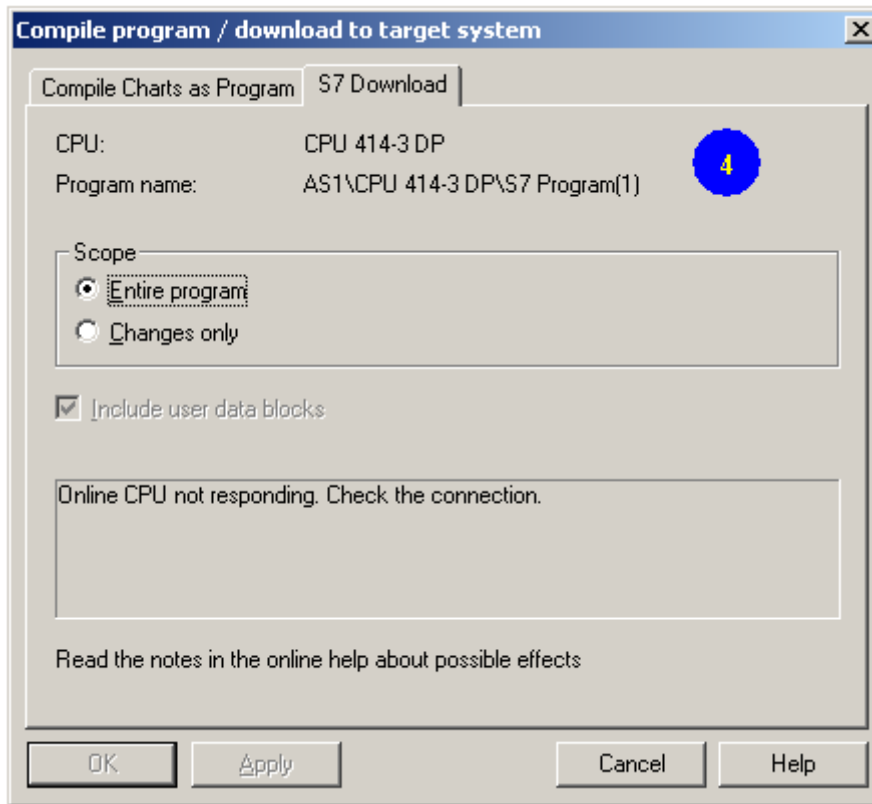 Compile program / download to target system
Compile Charts as Program S7 Download
CPU: CPU 414-3 DP
4
Program name: AS1\CPU 414-3 DP\S7 Program(1)
Scope
Entire program
Changes only
Include user data blocks
Online CPU not responding. Check the connection.
Read the notes in the online help about possible effects
OK Apply Cancel Help